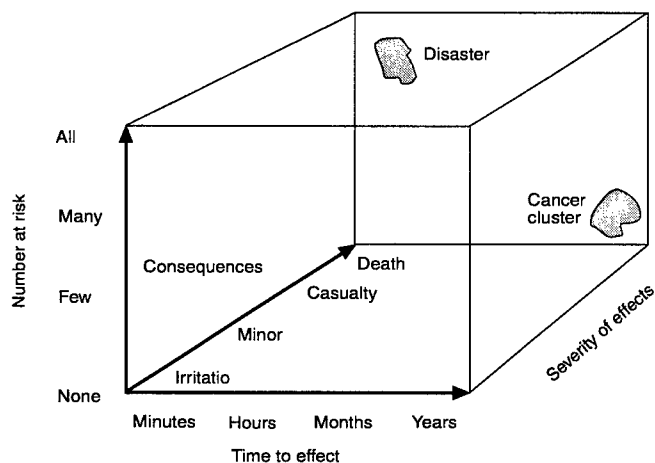 Disaster
All
Many
Cancer
cluster
Number at risk
Consequences
Death
Few
Casualty
Severity of effects
Minor
Irritatio
None
Minutes
Hours
Months
Years
Time to effect